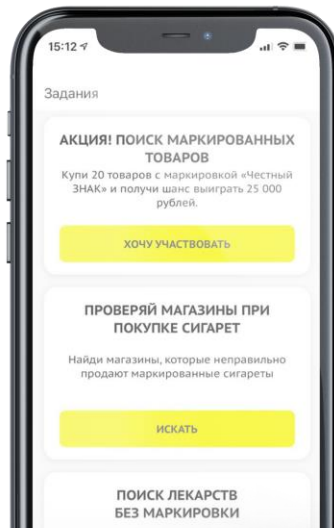 15:12
Задания
АКЦИЯ! ПОИСК МАРКИРОВАННЫХ
ТОВАРОВ
Купи 20 товаров с маркировкой «Честный
ЗНАК» и получи шанс выиграть 25 000
рублей.
ХОЧУ УЧАСТВОВАТЬ
ПРОВЕРЯЙ МАГАЗИНЫ ПРИ
ПОКУПКЕ СИГАРЕТ
Найди магазины, которые неправильно
продают маркированные сигареты
ИСКАТЬ
ПОИСК ЛЕКАРСТВ
БЕЗ МАРКИРОВКИ